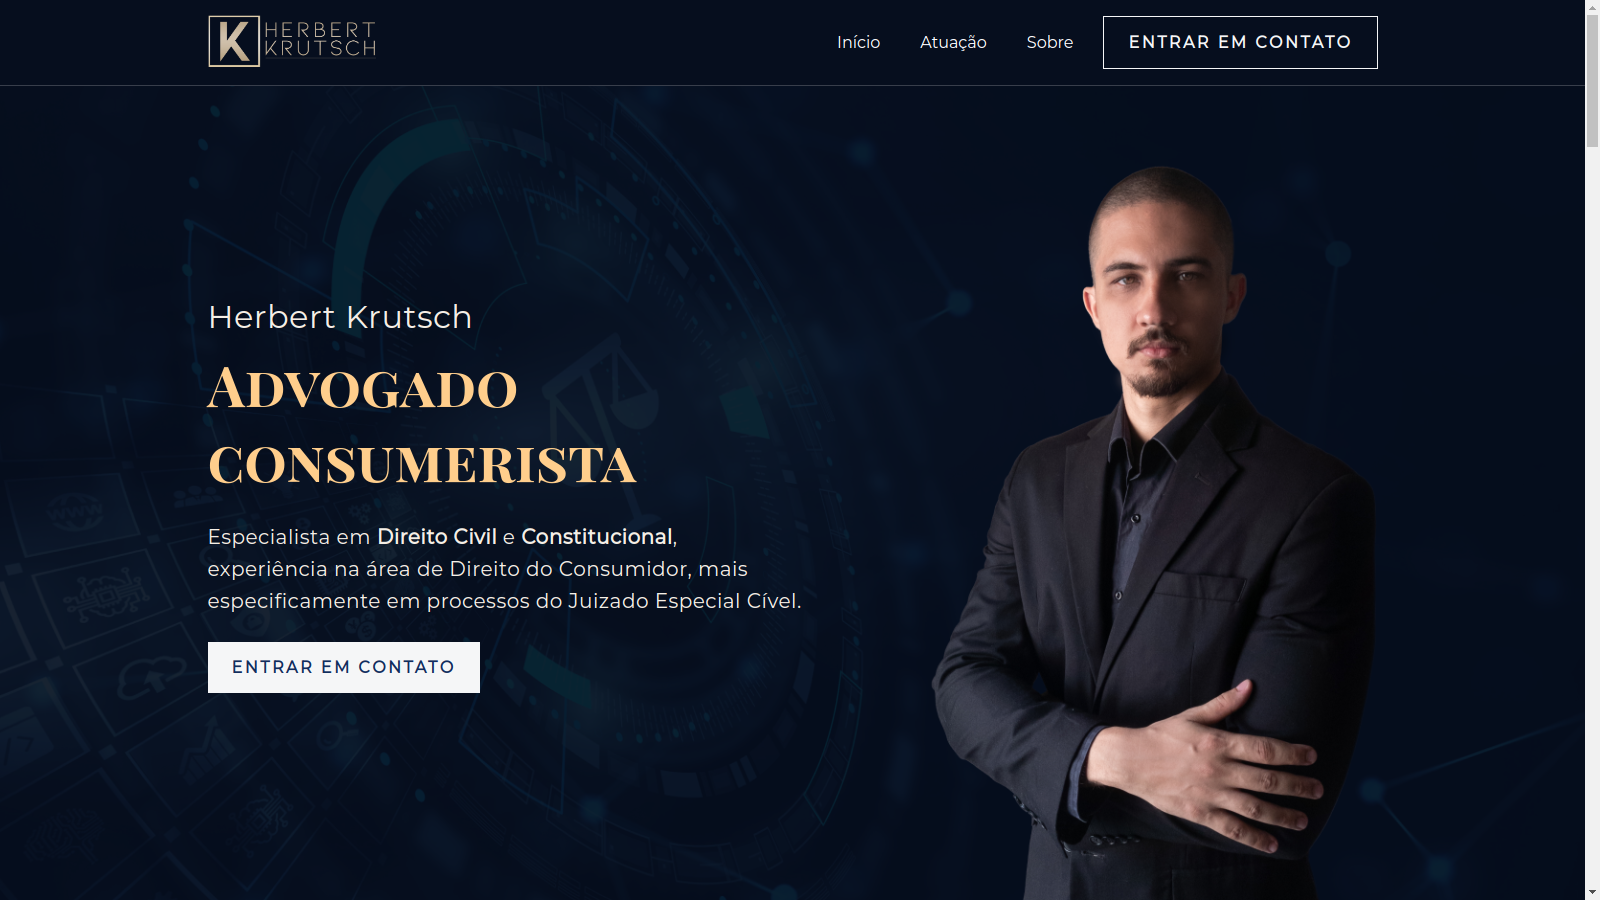 HERBERT
KRUTSCH
Início
Atuação
Sobre
ENTRAR EM CONTATO
Herbert Krutsch
Advogado
consumerista
Especialista em Direito Civil e Constitucional,
experiência na área de Direito do Consumidor, mais
especificamente em processos do Juizado Especial Cível.
ENTRAR EM CONTATO